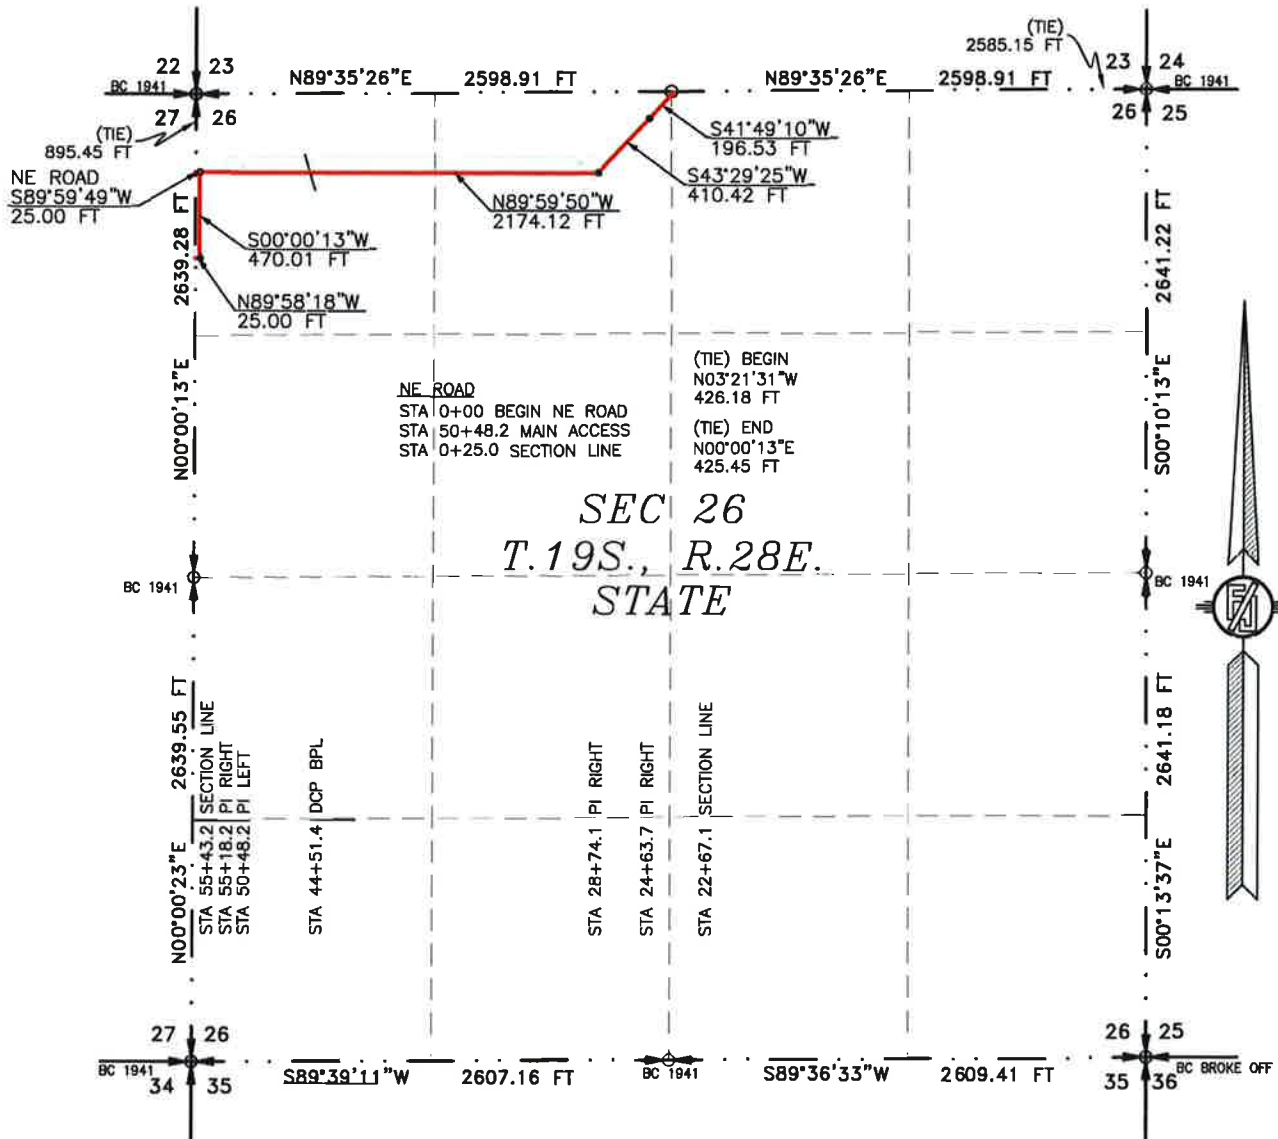 (TIE)
2585.15 FT
22 23
N89°35'26"E 2598.91 FT
N89°35'26"E 2598.91 FT
23 24
BC 1941
BC 1941
27 26
26 25
(TIE)
895.45 FT
S41°49'10"W
196.53 FT
NE ROAD
S89°59'49"W
25.00 FT
S43°29'25"W
410.42 FT
N89°59'50"W
2174.12 FT
S00°00'13"W
470.01 FT
N89°58'18"W
25.00 FT
2639.28 FT
N00°00'13"E
2641.22 FT
S00°10'13"E
NE ROAD
STA 0+00 BEGIN NE ROAD
STA 50+48.2 MAIN ACCESS
STA 0+25.0 SECTION LINE
(TIE) BEGIN
N03°21'31"W
426.18 FT
(TIE) END
N00°00'13"E
425.45 FT
SEC 26
T.19S., R.28E.
STATE
BC 1941
BC 1941
2639.55 FT
N00°00'23"E
STA 55+43.2 SECTION LINE
STA 55+18.2 PI RIGHT
STA 50+48.2 PI LEFT
STA 44+51.4 DCP BPL
STA 28+74.1 PI RIGHT
STA 24+63.7 PI RIGHT
STA 22+67.1 SECTION LINE
2641.18 FT
S00°13'37"E
27 26
26 25
BC 1941
34 35
S89°39'11"W 2607.16 FT
BC 1941
S89°36'33"W 2609.41 FT
35 36
BC BROKE OFF